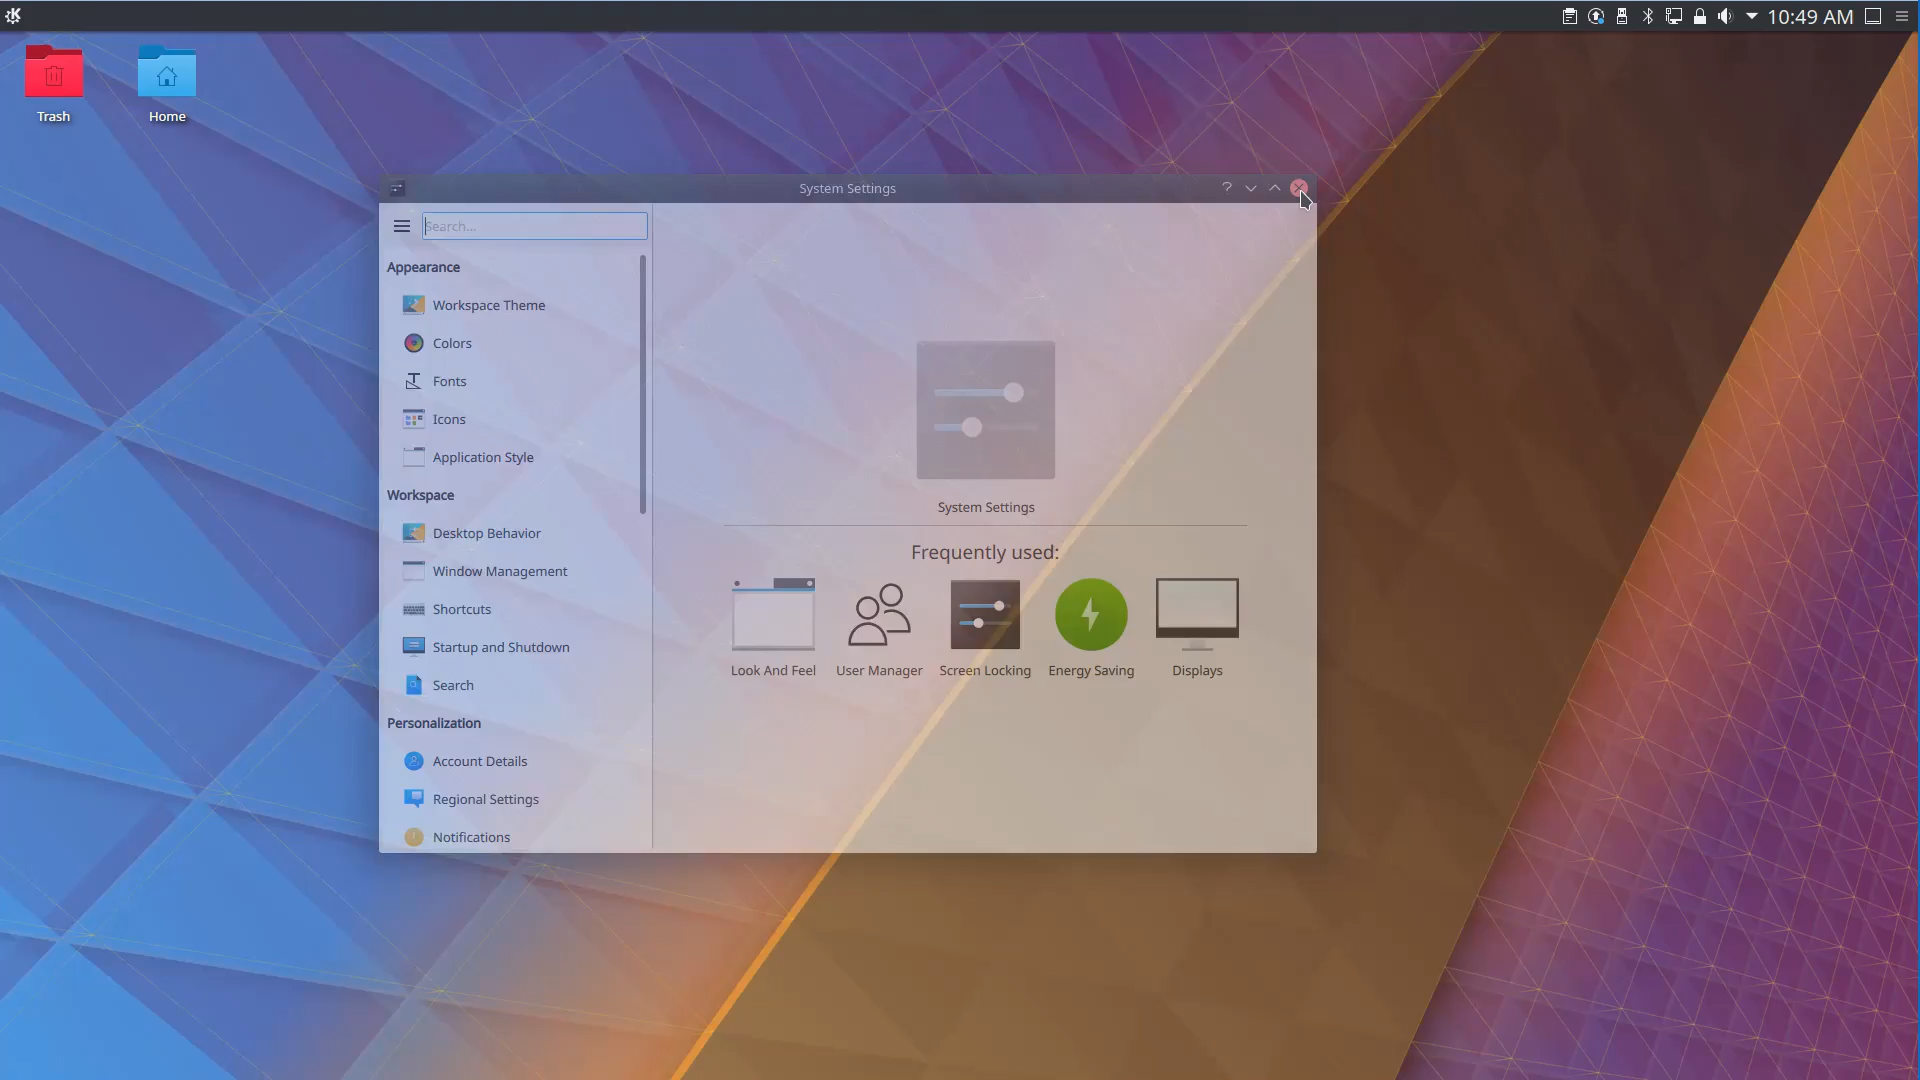 10:49 AM
Trash
Home
System Settings
Search...
Appearance
Workspace Theme
Colors
Fonts
Icons
Application Style
Workspace
Desktop Behavior
Window Management
Shortcuts
Startup and Shutdown
Search
Personalization
Account Details
Regional Settings
Notifications
System Settings
Frequently used:
Look And Feel
User Manager
Screen Locking
Energy Saving
Displays